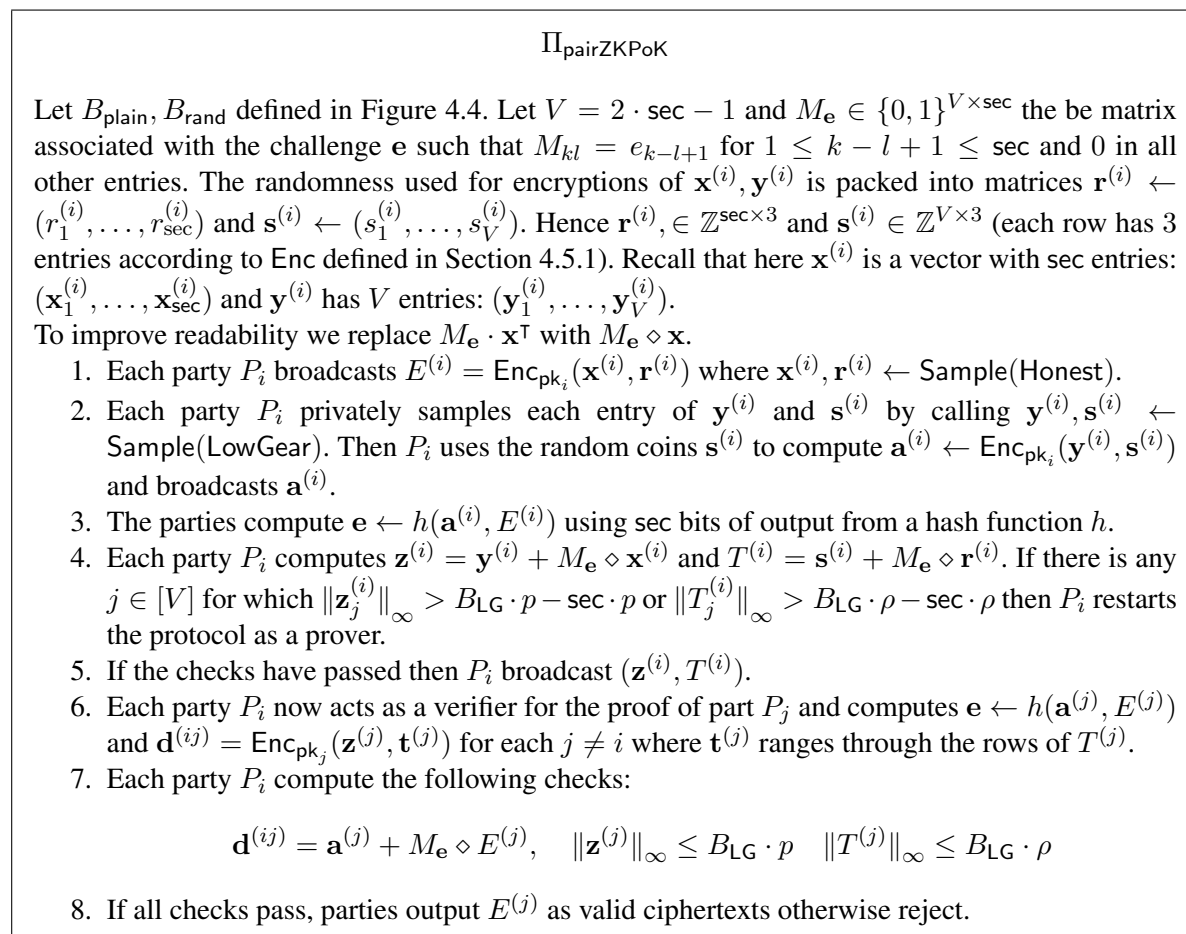 Π_pairZKPoK
Let B_plain, B_rand defined in Figure 4.4. Let V = 2 · sec − 1 and M_e ∈ {0, 1}^{V×sec} the be matrix
associated with the challenge e such that M_{kl} = e_{k−l+1} for 1 ≤ k − l + 1 ≤ sec and 0 in all
other entries. The randomness used for encryptions of x^{(i)}, y^{(i)} is packed into matrices r^{(i)} ←
(r_1^{(i)}, . . . , r_sec^{(i)}) and s^{(i)} ← (s_1^{(i)}, . . . , s_V^{(i)}). Hence r^{(i)}, ∈ ℤ^{sec×3} and s^{(i)} ∈ ℤ^{V×3} (each row has 3
entries according to Enc defined in Section 4.5.1). Recall that here x^{(i)} is a vector with sec entries:
(x_1^{(i)}, . . . , x_sec^{(i)}) and y^{(i)} has V entries: (y_1^{(i)}, . . . , y_V^{(i)}).
To improve readability we replace M_e · x^⊤ with M_e ⋄ x.
1. Each party P_i broadcasts E^{(i)} = Enc_{pk_i}(x^{(i)}, r^{(i)}) where x^{(i)}, r^{(i)} ← Sample(Honest).
2. Each party P_i privately samples each entry of y^{(i)} and s^{(i)} by calling y^{(i)}, s^{(i)} ←
Sample(LowGear). Then P_i uses the random coins s^{(i)} to compute a^{(i)} ← Enc_{pk_i}(y^{(i)}, s^{(i)})
and broadcasts a^{(i)}.
3. The parties compute e ← h(a^{(i)}, E^{(i)}) using sec bits of output from a hash function h.
4. Each party P_i computes z^{(i)} = y^{(i)} + M_e ⋄ x^{(i)} and T^{(i)} = s^{(i)} + M_e ⋄ r^{(i)}. If there is any
j ∈ [V] for which ‖z_j^{(i)}‖_∞ > B_LG · p − sec · p or ‖T_j^{(i)}‖_∞ > B_LG · ρ − sec · ρ then P_i restarts
the protocol as a prover.
5. If the checks have passed then P_i broadcast (z^{(i)}, T^{(i)}).
6. Each party P_i now acts as a verifier for the proof of part P_j and computes e ← h(a^{(j)}, E^{(j)})
and d^{(ij)} = Enc_{pk_j}(z^{(j)}, t^{(j)}) for each j ≠ i where t^{(j)} ranges through the rows of T^{(j)}.
7. Each party P_i compute the following checks:
d^{(ij)} = a^{(j)} + M_e ⋄ E^{(j)}, ‖z^{(j)}‖_∞ ≤ B_LG · p ‖T^{(j)}‖_∞ ≤ B_LG · ρ
8. If all checks pass, parties output E^{(j)} as valid ciphertexts otherwise reject.